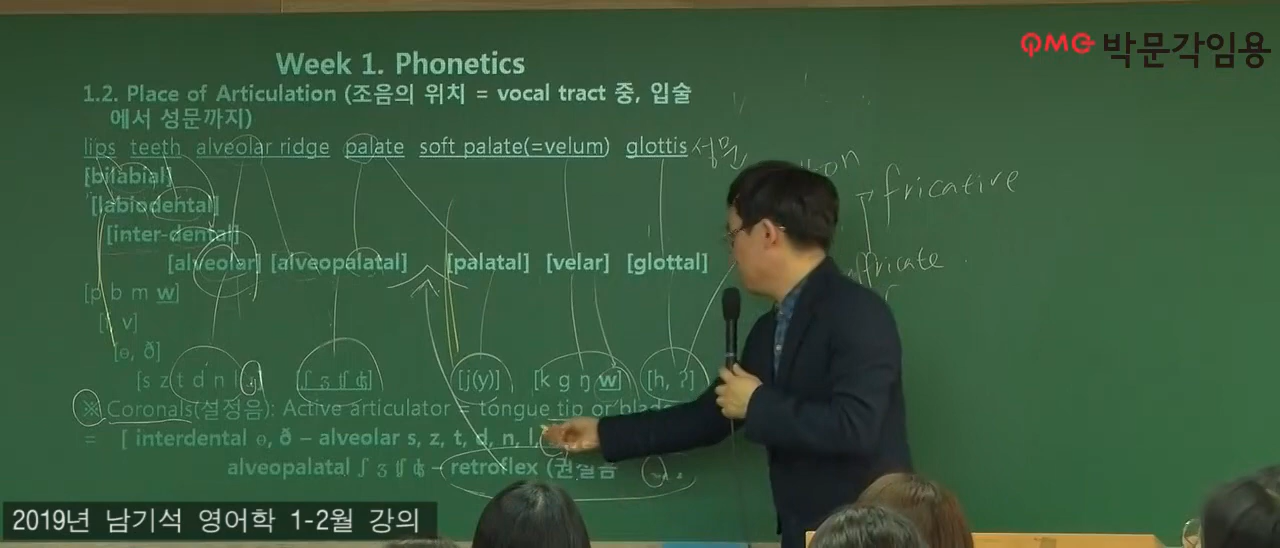 박문각임용
Week 1. Phonetics
1.2. Place of Articulation (조음의 위치 = vocal tract 중, 입술
에서 성문까지)
lips teeth alveolar ridge palate soft palate(=velum) glottis 성문
[bilabial]
[labiodental]
[inter-dental]
fricative
[alveolar] [alveopalatal] [palatal] [velar] [glottal]
affricate
[p b m w]
[f v]
[ɵ, ð]
[s z t d n l [ʃ ʒ ʧ ʤ] [j(y)] [k g ŋ w] [h, ʔ]
※ Coronals(설정음): Active articulator = tongue tip or
= [ interdental ɵ, ð – alveolar s, z, t, d, n, l,
alveopalatal ʃ ʒ ʧ ʤ – retroflex (권설음
2019년 남기석 영어학 1-2월 강의